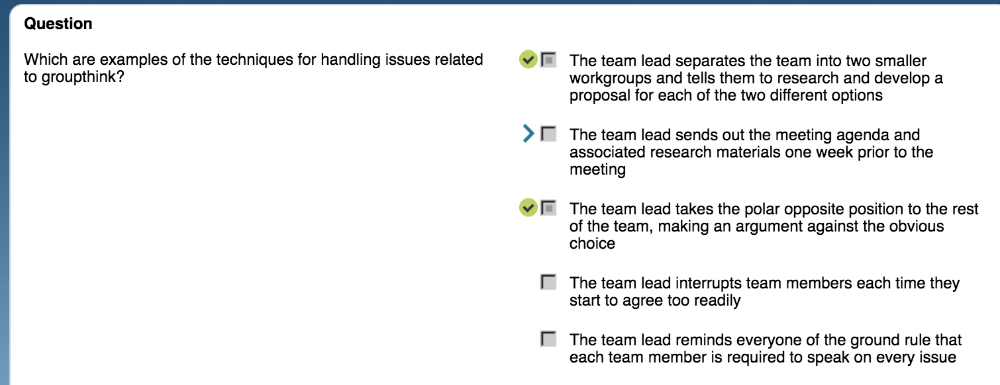 Question
Which are examples of the techniques for handling issues related
to groupthink?
The team lead separates the team into two smaller
workgroups and tells them to research and develop a
proposal for each of the two different options
The team lead sends out the meeting agenda and
associated research materials one week prior to the
meeting
The team lead takes the polar opposite position to the rest
of the team, making an argument against the obvious
choice
The team lead interrupts team members each time they
start to agree too readily
The team lead reminds everyone of the ground rule that
each team member is required to speak on every issue